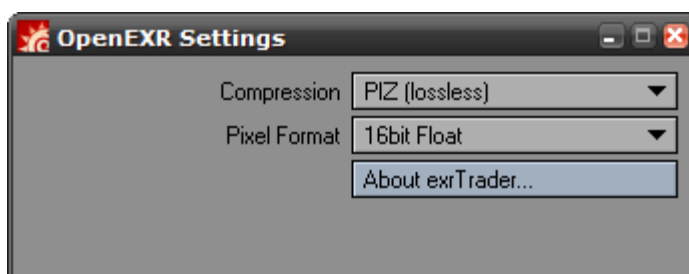 OpenEXR Settings
Compression PIZ (lossless)
Pixel Format 16bit Float
About exrTrader...